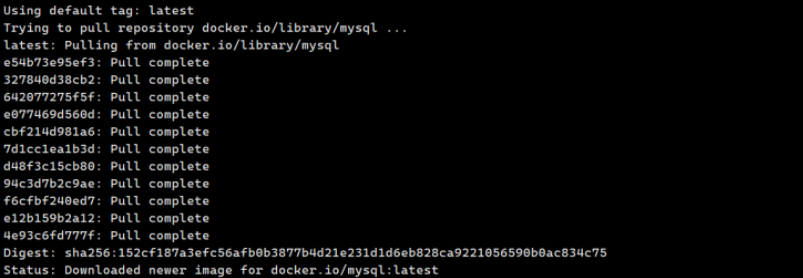 Using default tag: latest
Trying to pull repository docker.io/library/mysql ...
latest: Pulling from docker.io/library/mysql
e54b73e95ef3: Pull complete
327840d38cb2: Pull complete
642077275f5f: Pull complete
e077469d560d: Pull complete
cbf214d981a6: Pull complete
7d1cc1ea1b3d: Pull complete
d48f3c15cb80: Pull complete
94c3d7b2c9ae: Pull complete
f6cfbf240ed7: Pull complete
e12b159b2a12: Pull complete
4e93c6fd777f: Pull complete
Digest: sha256:152cf187a3efc56afb0b3877b4d21e231d1d6eb828ca9221056590b0ac834c75
Status: Downloaded newer image for docker.io/mysql:latest